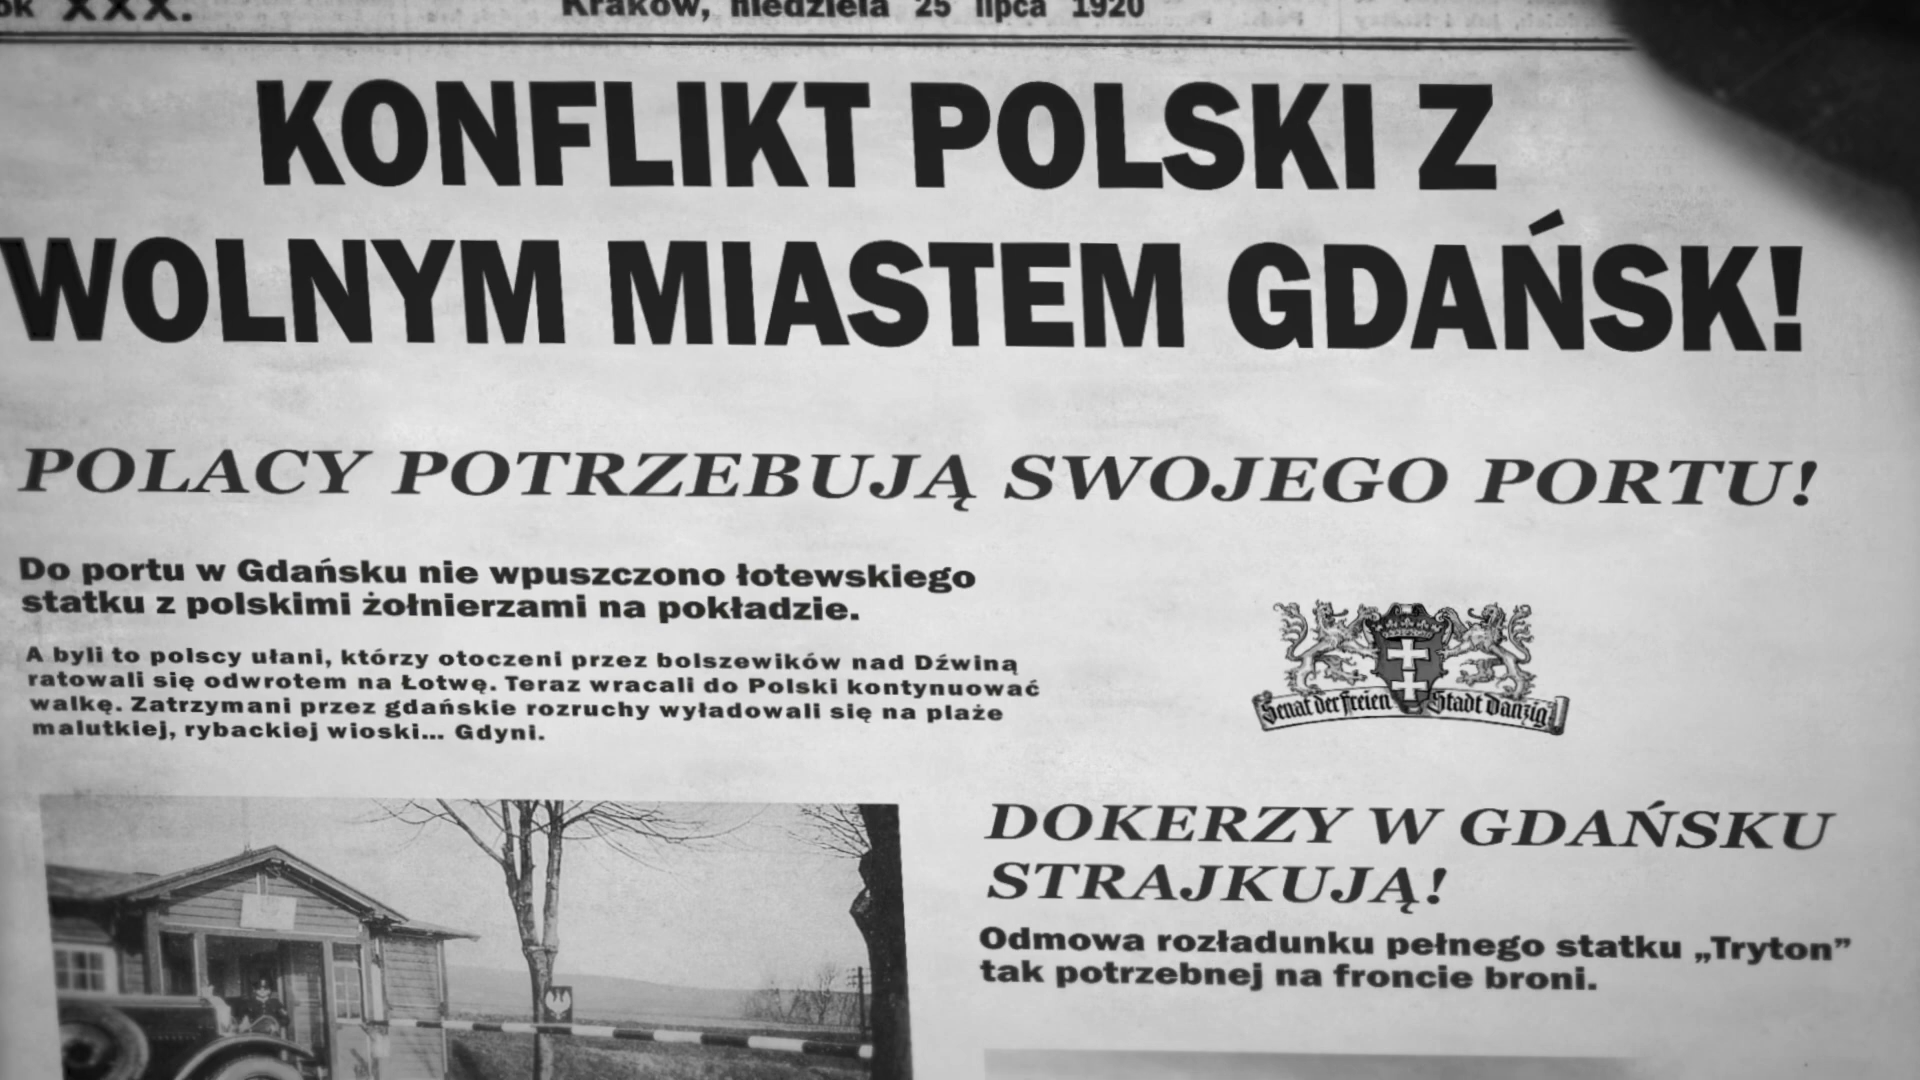 XXX.
Kraków, niedziela 25 lipca 1920
KONFLIKT POLSKI Z
WOLNYM MIASTEM GDAŃSK!
POLACY POTRZEBUJĄ SWOJEGO PORTU!
Do portu w Gdańsku nie wpuszczono łotewskiego
statku z polskimi żołnierzami na pokładzie.
A byli to polscy ułani, którzy otoczeni przez bolszewików nad Dźwiną
ratowali się odwrotem na Łotwę. Teraz wracali do Polski kontynuować
walkę. Zatrzymani przez gdańskie rozruchy wyładowali się na plaże
malutkiej, rybackiej wioski... Gdyni.
Senat der Freien Stadt Danzig
DOKERZY W GDAŃSKU
STRAJKUJĄ!
Odmowa rozładunku pełnego statku „Tryton”
tak potrzebnej na froncie broni.